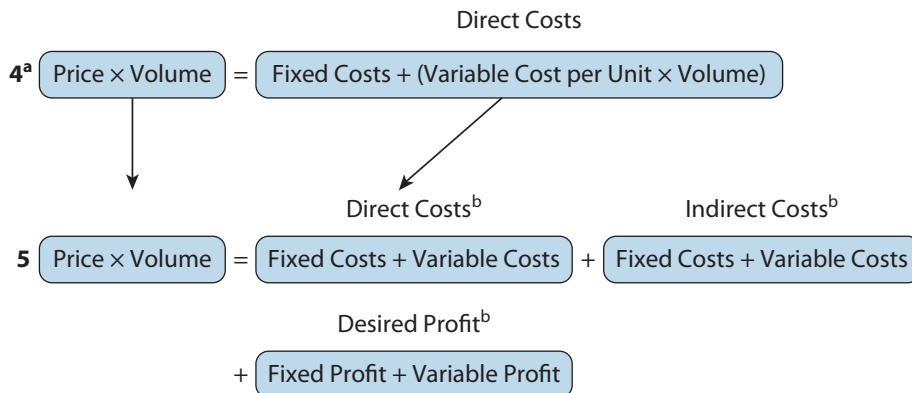 Direct Costs
4ᵃ Price × Volume = Fixed Costs + (Variable Cost per Unit × Volume)
Direct Costsᵇ Indirect Costsᵇ
5 Price × Volume = Fixed Costs + Variable Costs + Fixed Costs + Variable Costs
Desired Profitᵇ
+ Fixed Profit + Variable Profit